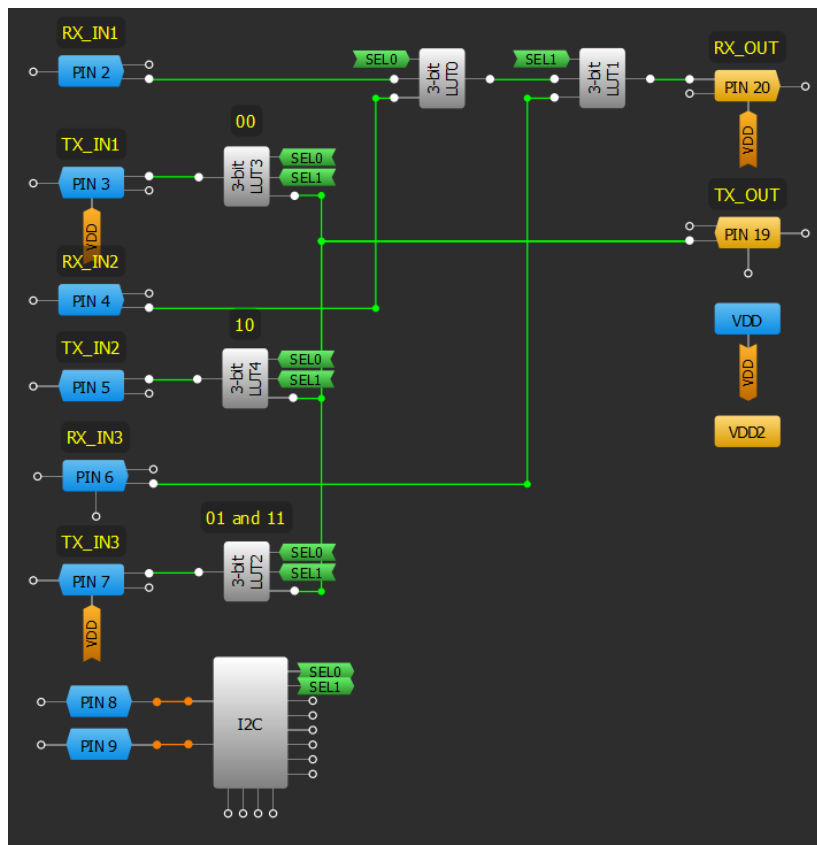 RX_IN1
PIN 2
SEL0
3-bit
LUT0
SEL1
3-bit
LUT1
RX_OUT
PIN 20
VDD
TX_IN1
PIN 3
VDD
00
3-bit
LUT3
SEL0
SEL1
TX_OUT
PIN 19
RX_IN2
PIN 4
TX_IN2
PIN 5
10
3-bit
LUT4
SEL0
SEL1
VDD
VDD
VDD2
RX_IN3
PIN 6
TX_IN3
PIN 7
VDD
01 and 11
3-bit
LUT2
SEL0
SEL1
PIN 8
PIN 9
I2C
SEL0
SEL1